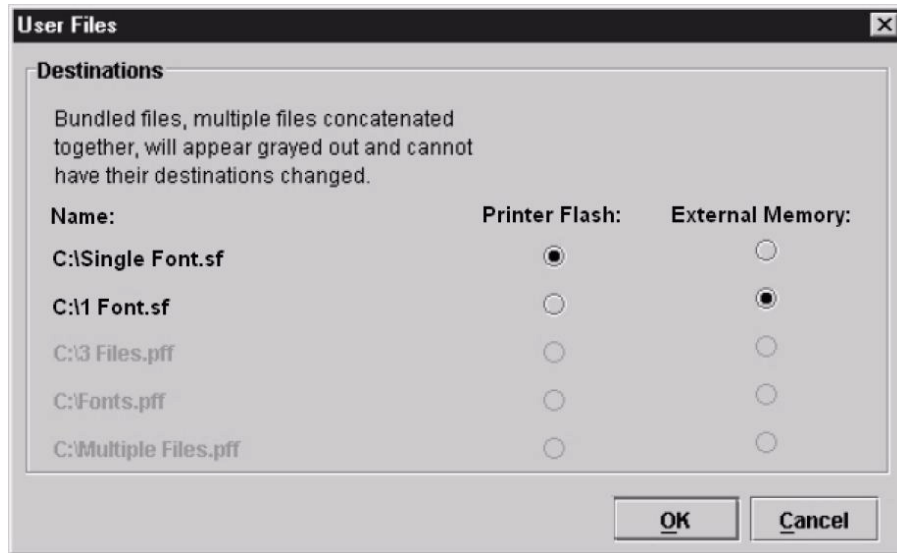 User Files
Destinations
Bundled files, multiple files concatenated
together, will appear grayed out and cannot
have their destinations changed.
Name: Printer Flash: External Memory:
C:\Single Font.sf
C:\1 Font.sf
C:\3 Files.pff
C:\Fonts.pff
C:\Multiple Files.pff
OK Cancel